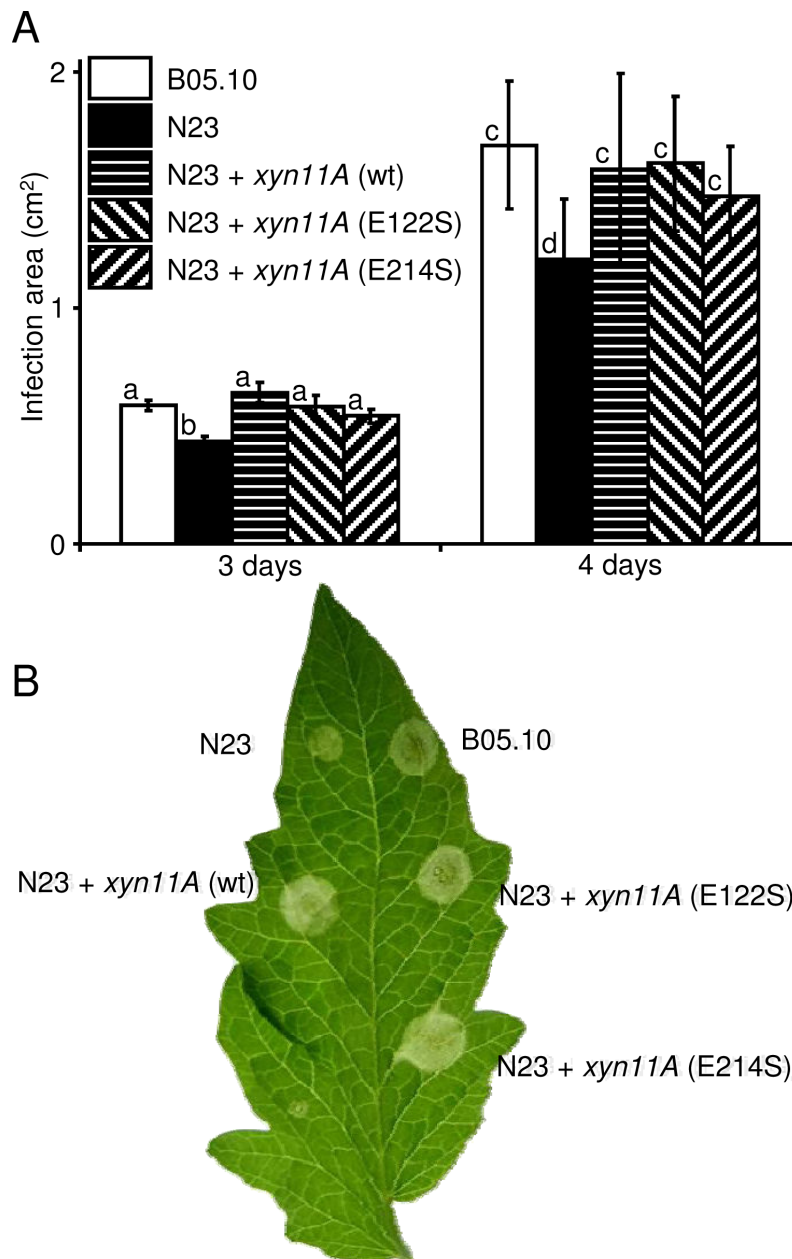 A
2
1
0
Infection area (cm²)
B05.10
N23
N23 + xyn11A (wt)
N23 + xyn11A (E122S)
N23 + xyn11A (E214S)
a
b
a
a
a
c
d
c
c
c
3 days
4 days
B
N23
B05.10
N23 + xyn11A (wt)
N23 + xyn11A (E122S)
N23 + xyn11A (E214S)